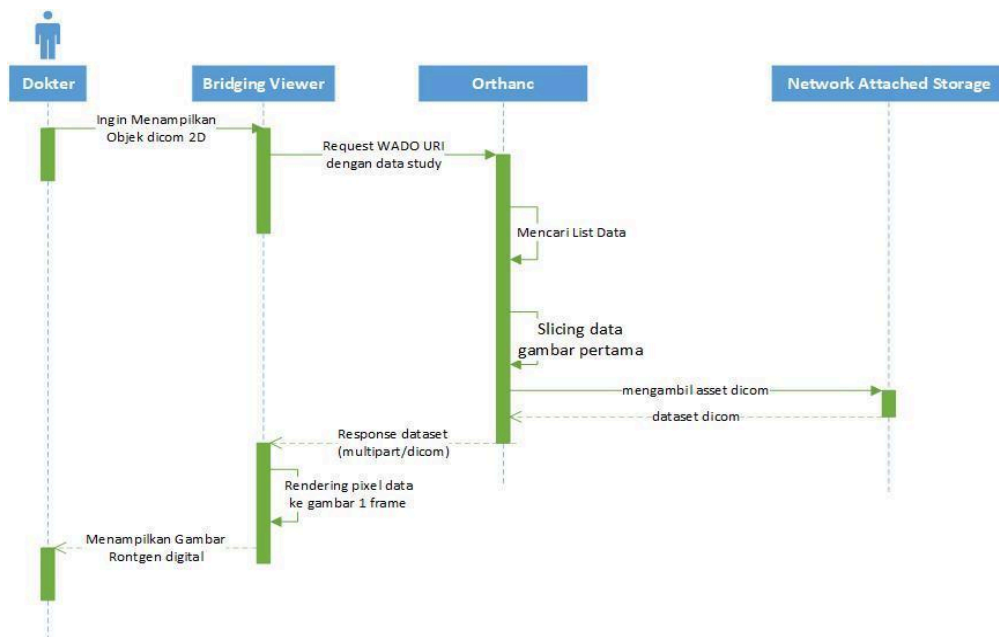 Dokter
Bridging Viewer
Orthanc
Network Attached Storage
Ingin Menampilkan
Objek dicom 2D
Request WADO URI
dengan data study
Mencari List Data
Slicing data
gambar pertama
mengambil asset dicom
dataset dicom
Response dataset
(multipart/dicom)
Rendering pixel data
ke gambar 1 frame
Menampilkan Gambar
Rontgen digital